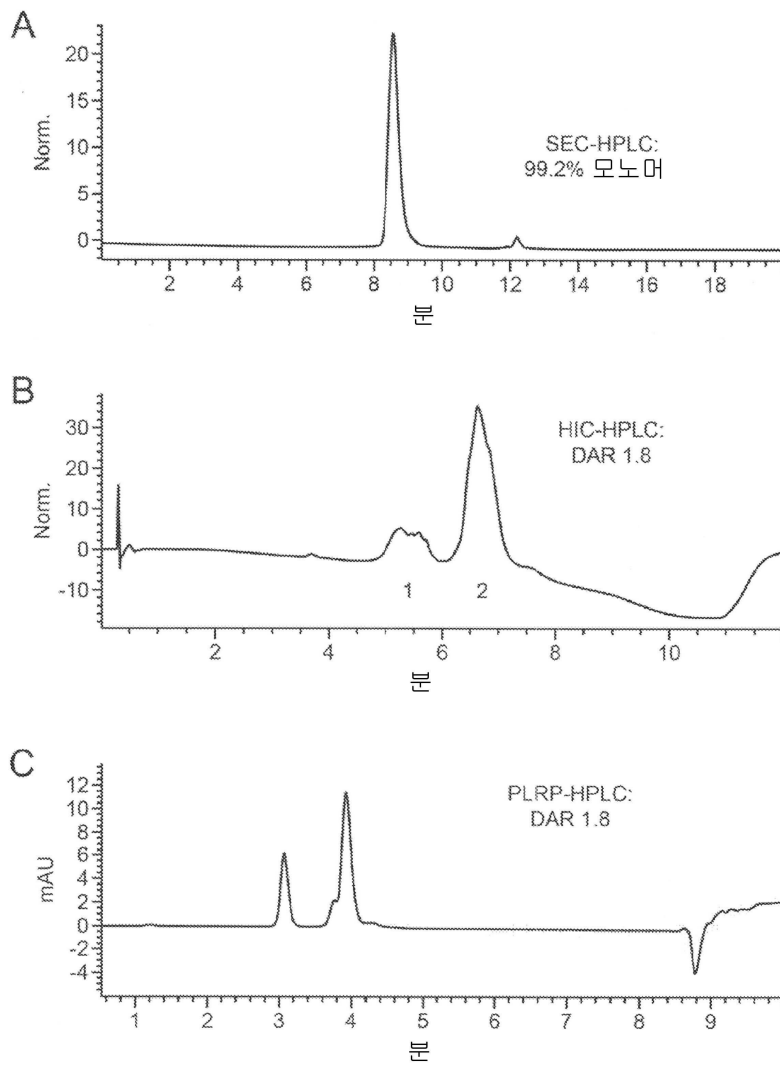 A
20
15
10
5
0
Norm.
SEC-HPLC:
99.2% 모노머
2 4 6 8 10 12 14 16 18
분
B
30
20
10
0
-10
Norm.
HIC-HPLC:
DAR 1.8
1 2
2 4 6 8 10
분
C
12
10
8
6
4
2
0
-2
-4
mAU
PLRP-HPLC:
DAR 1.8
1 2 3 4 5 6 7 8 9
분